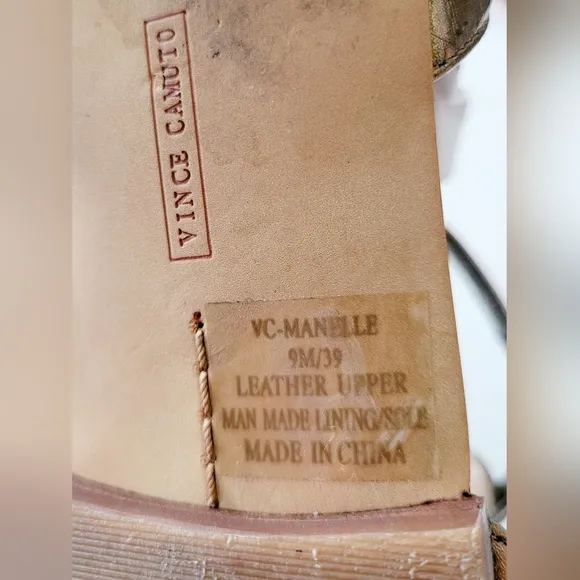 VINCE CAMUTO
VC-MANELLE
9M/39
LEATHER UPPER
MAN MADE LINING/SOLE
MADE IN CHINA